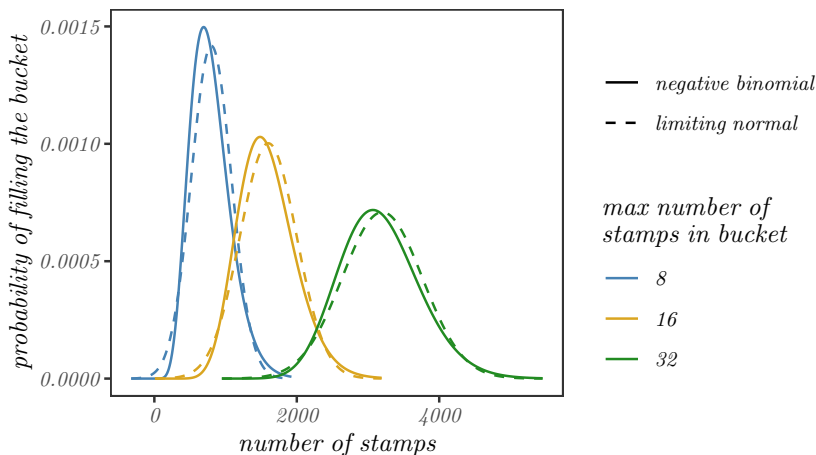 probability of filling the bucket
0.0015
0.0010
0.0005
0.0000
0
2000
4000
number of stamps
negative binomial
limiting normal
max number of
stamps in bucket
8
16
32